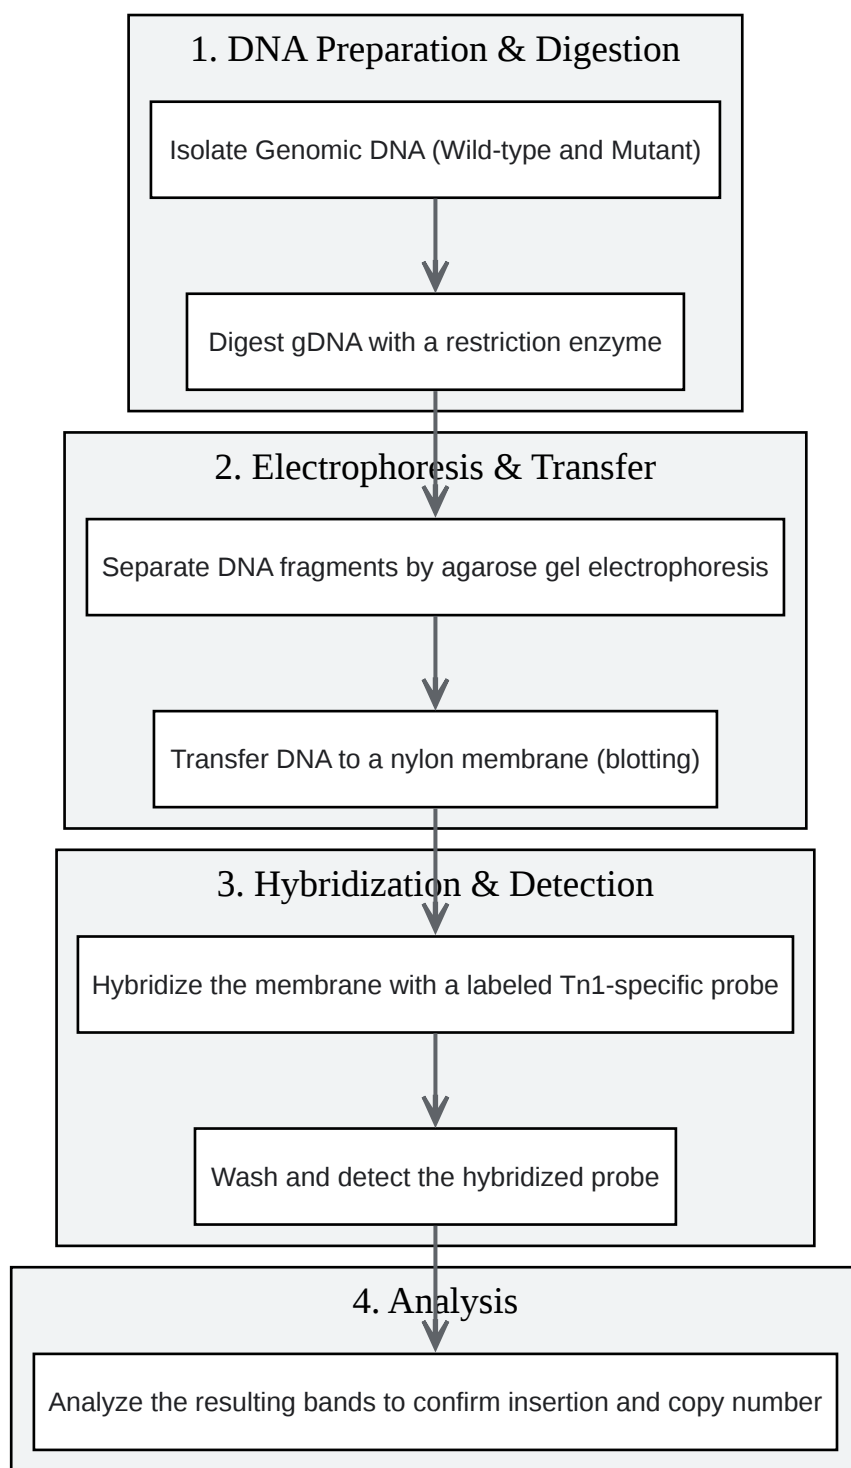 1. DNA Preparation & Digestion
Isolate Genomic DNA (Wild-type and Mutant)
Digest gDNA with a restriction enzyme
2. Electrophoresis & Transfer
Separate DNA fragments by agarose gel electrophoresis
Transfer DNA to a nylon membrane (blotting)
3. Hybridization & Detection
Hybridize the membrane with a labeled Tn1-specific probe
Wash and detect the hybridized probe
4. Analysis
Analyze the resulting bands to confirm insertion and copy number